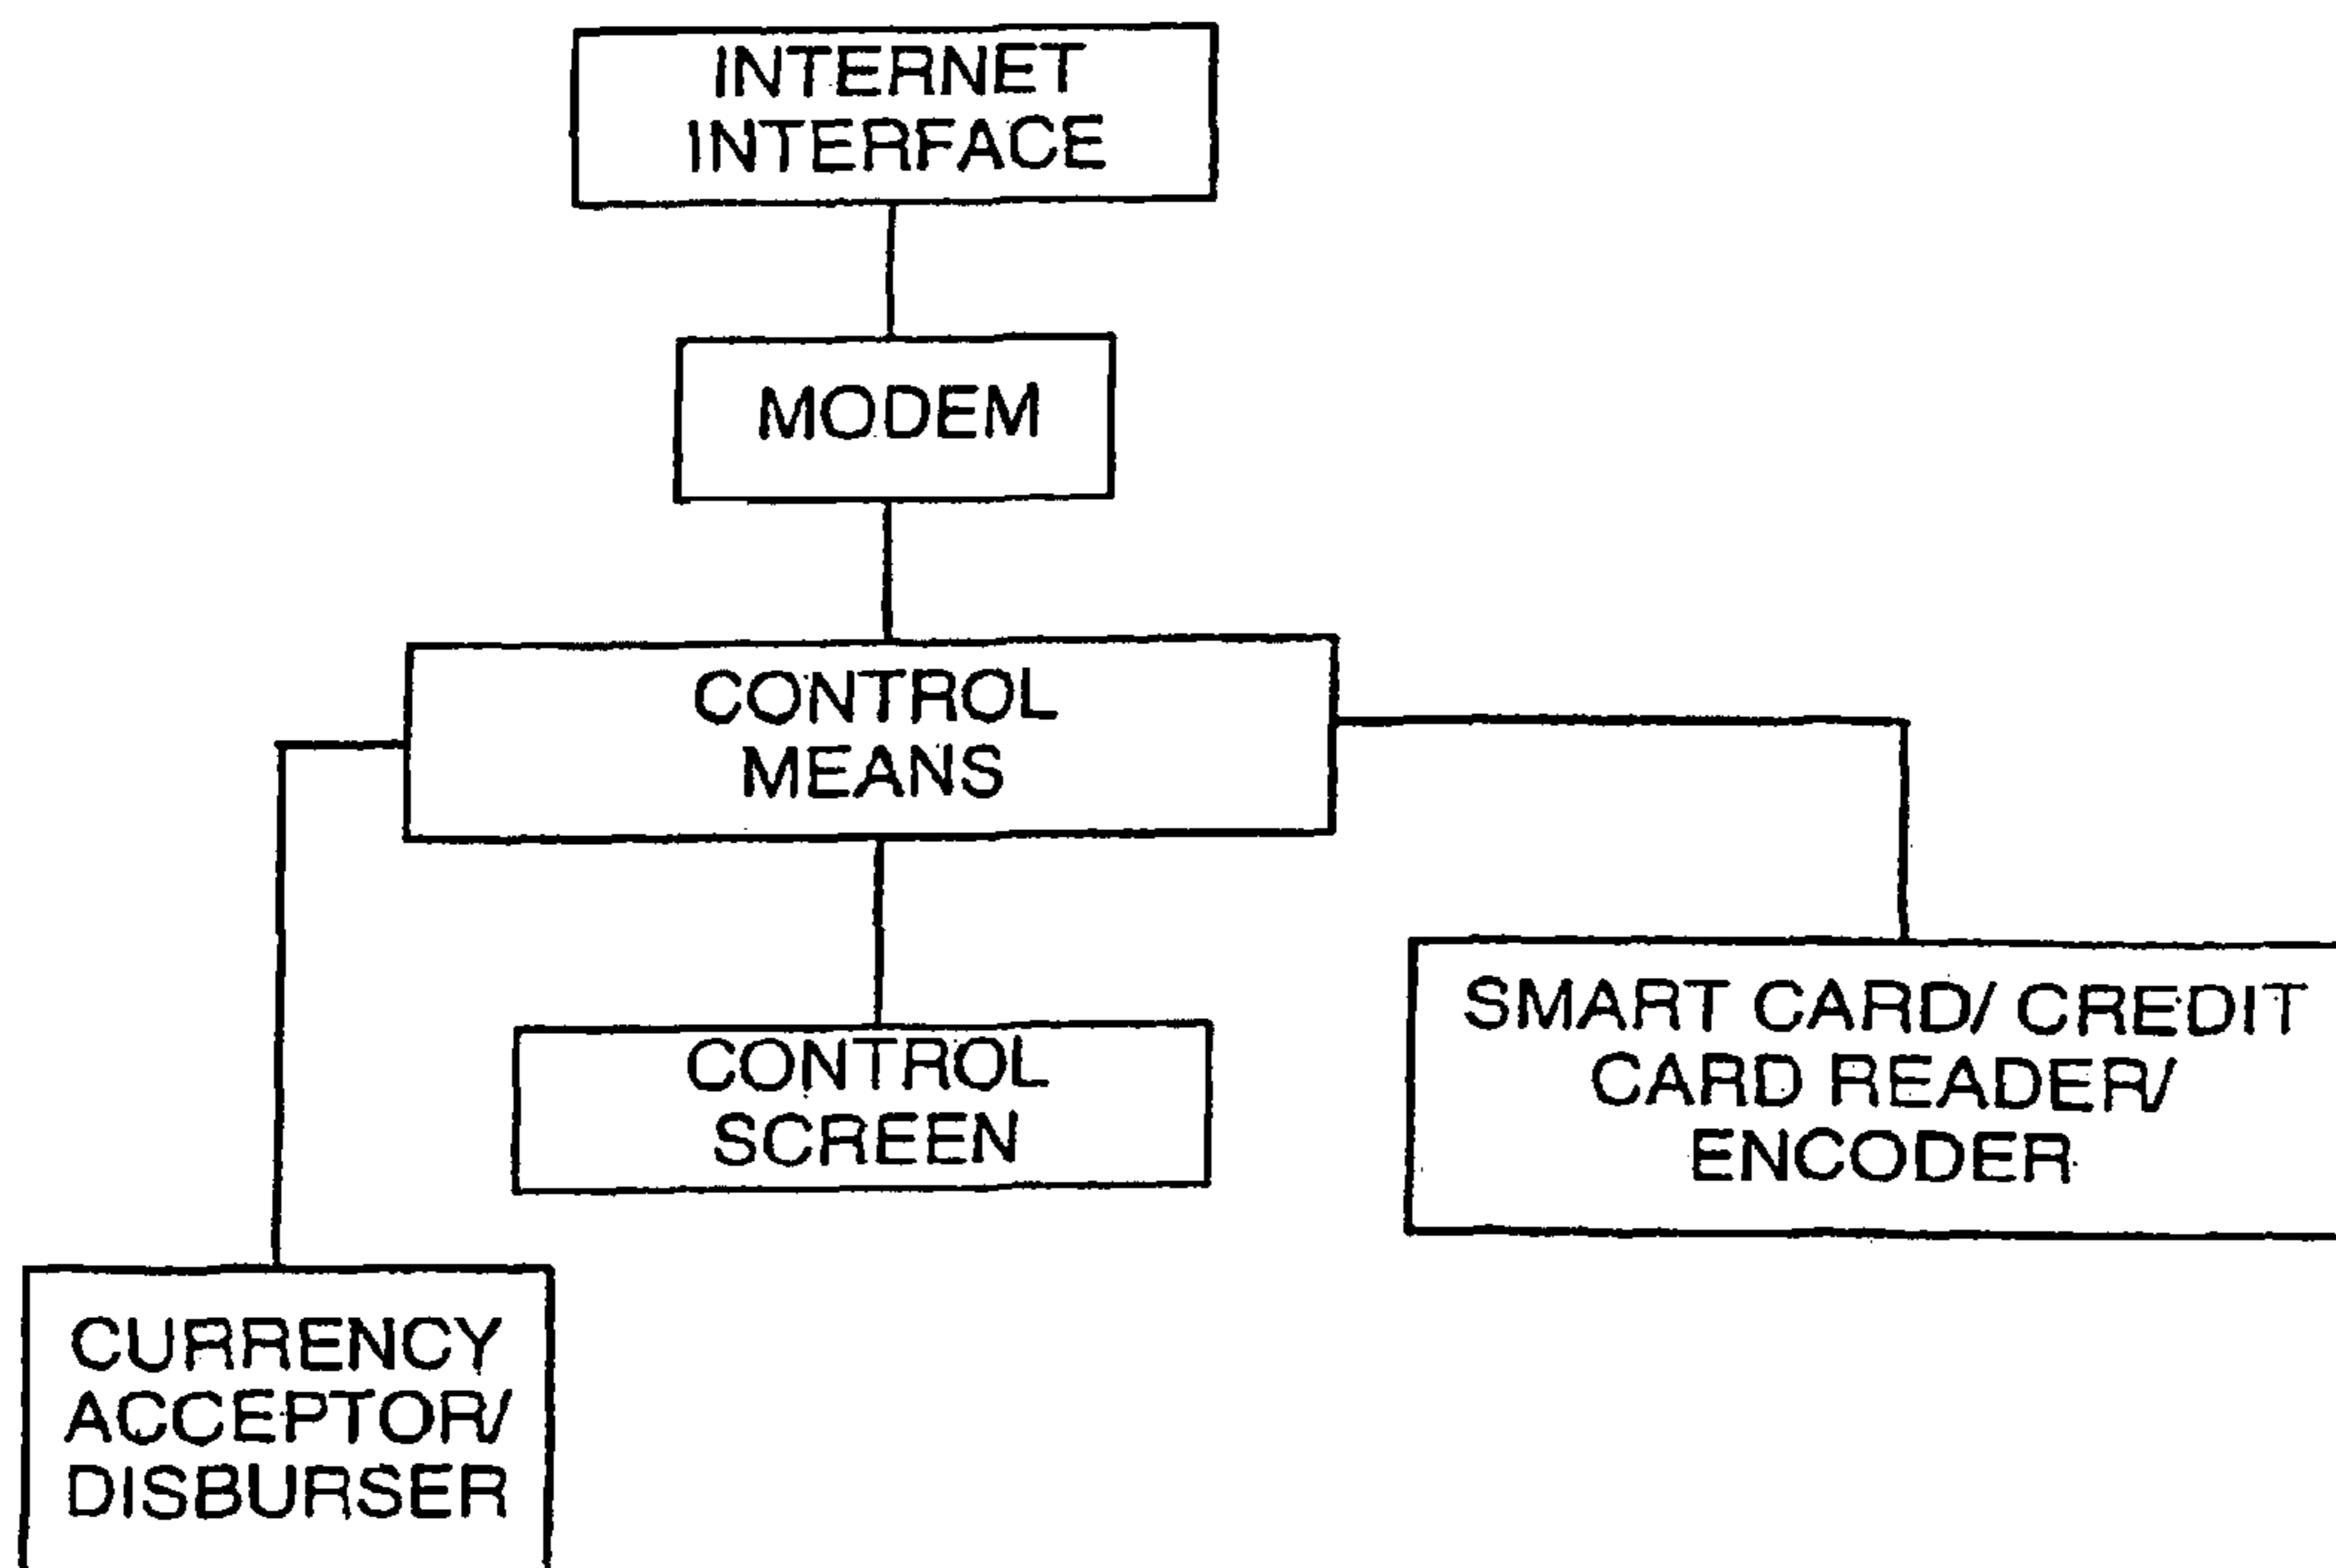 INTERNET
INTERFACE
MODEM
CONTROL
MEANS
CONTROL
SCREEN
SMART CARD/ CREDIT
CARD READER/
ENCODER
CURRENCY
ACCEPTOR/
DISBURSER